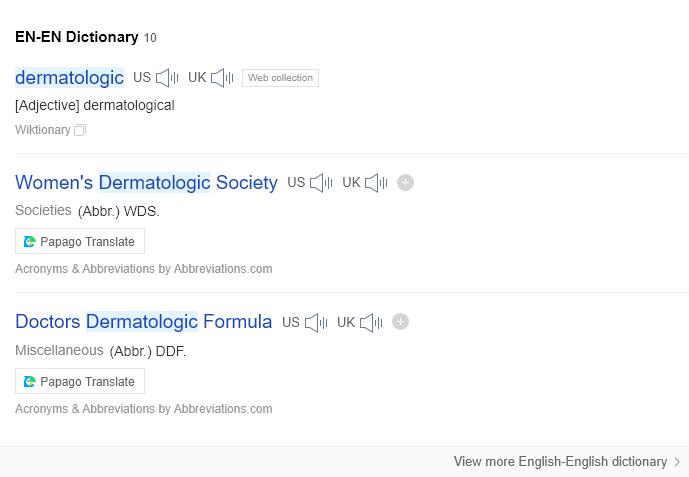 EN-EN Dictionary 10
dermatologic US UK Web collection
[Adjective] dermatological
Wiktionary
Women's Dermatologic Society US UK
Societies (Abbr.) WDS.
Papago Translate
Acronyms & Abbreviations by Abbreviations.com
Doctors Dermatologic Formula US UK
Miscellaneous (Abbr.) DDF.
Papago Translate
Acronyms & Abbreviations by Abbreviations.com
View more English-English dictionary